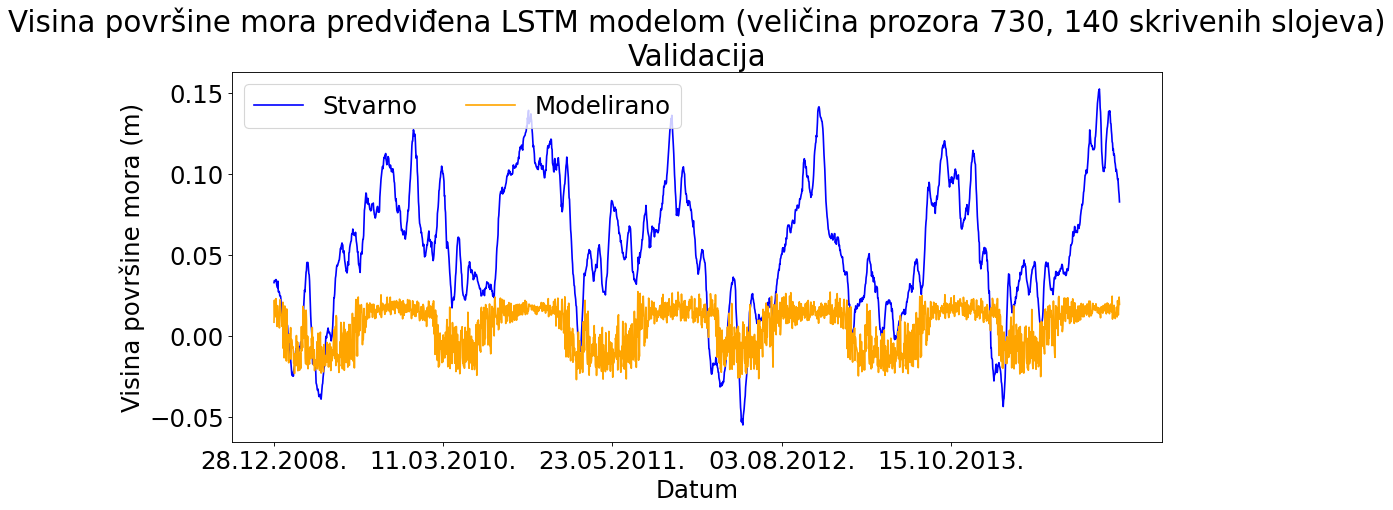 Visina površine mora predviđena LSTM modelom (veličina prozora 730, 140 skrivenih slojeva)
Validacija
Stvarno Modelirano
Visina površine mora (m)
0.15
0.10
0.05
0.00
−0.05
28.12.2008. 11.03.2010. 23.05.2011. 03.08.2012. 15.10.2013.
Datum